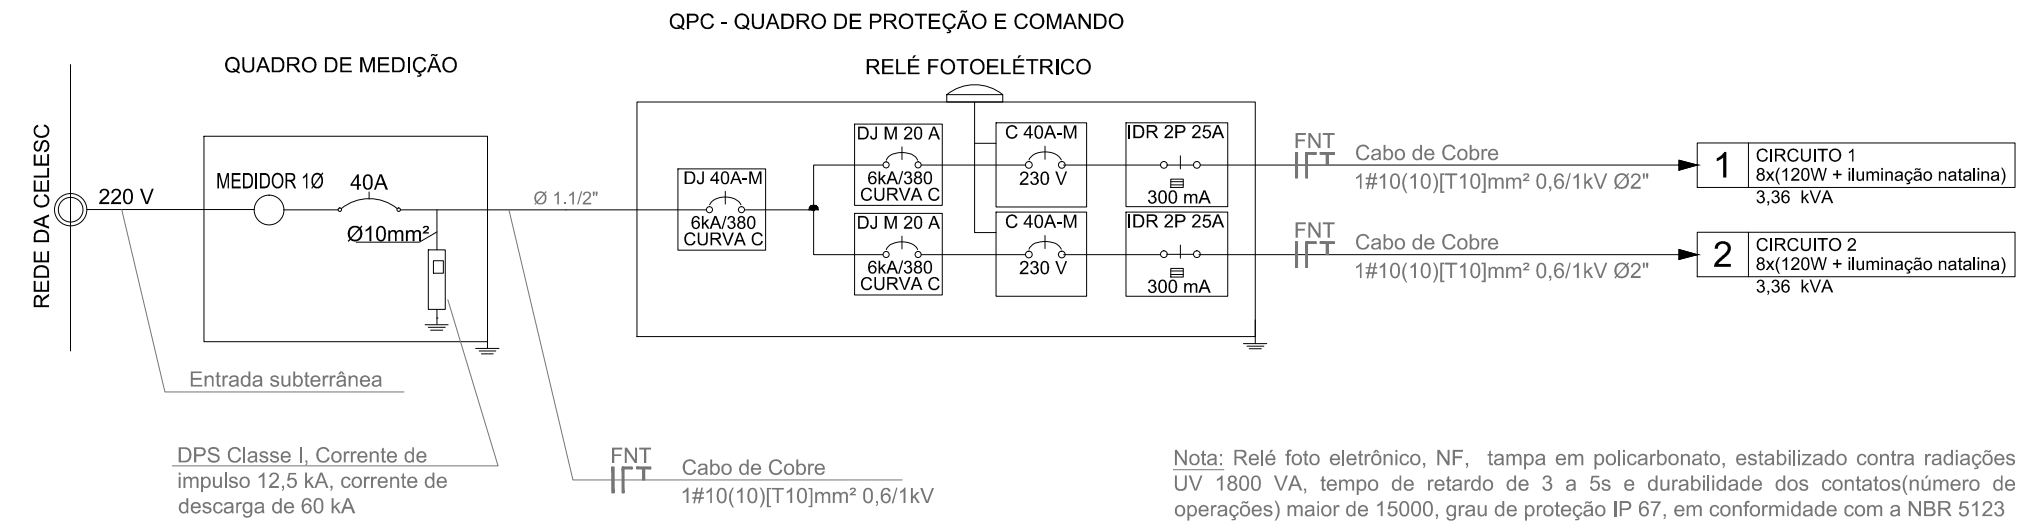 QPC - QUADRO DE PROTEÇÃO E COMANDO
QUADRO DE MEDIÇÃO
RELÉ FOTOELÉTRICO
REDE DA CELESC
220 V
MEDIDOR 1Ø
40A
Ø10mm²
Ø 1.1/2"
DJ 40A-M
6kA/380
CURVA C
DJ M 20 A
6kA/380
CURVA C
C 40A-M
230 V
IDR 2P 25A
300 mA
FNT
Cabo de Cobre
1#10(10)[T10]mm² 0,6/1kV Ø2"
1
CIRCUITO 1
8x(120W + iluminação natalina)
3,36 kVA
DJ M 20 A
6kA/380
CURVA C
C 40A-M
230 V
IDR 2P 25A
300 mA
FNT
Cabo de Cobre
1#10(10)[T10]mm² 0,6/1kV Ø2"
2
CIRCUITO 2
8x(120W + iluminação natalina)
3,36 kVA
Entrada subterrânea
DPS Classe I, Corrente de
impulso 12,5 kA, corrente de
descarga de 60 kA
FNT
Cabo de Cobre
1#10(10)[T10]mm² 0,6/1kV
Nota: Relé foto eletrônico, NF, tampa em policarbonato, estabilizado contra radiações
UV 1800 VA, tempo de retardo de 3 a 5s e durabilidade dos contatos(número de
operações) maior de 15000, grau de proteção IP 67, em conformidade com a NBR 5123